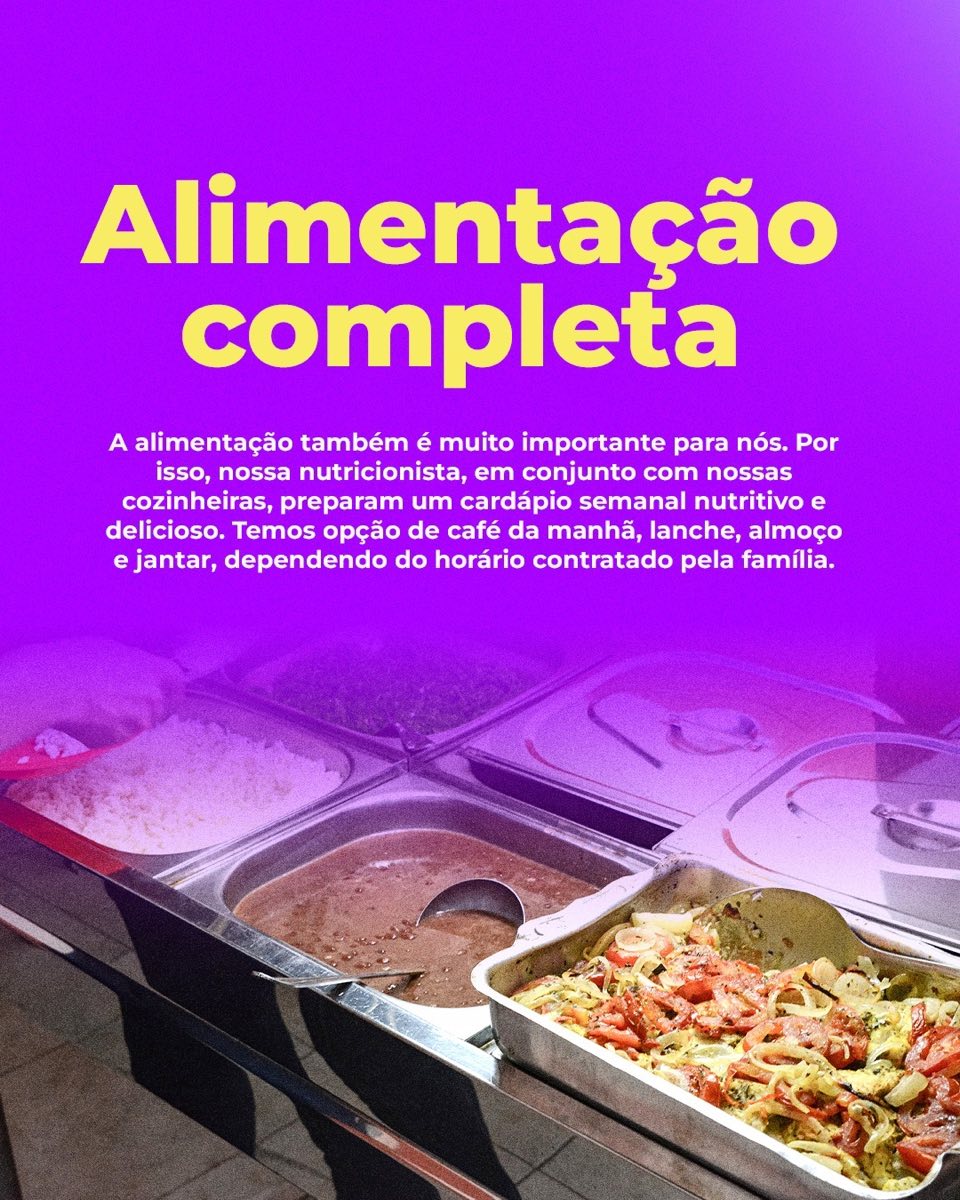 Alimentação
completa
A alimentação também é muito importante para nós. Por
isso, nossa nutricionista, em conjunto com nossas
cozinheiras, preparam um cardápio semanal nutritivo e
delicioso. Temos opção de café da manhã, lanche, almoço
e jantar, dependendo do horário contratado pela família.